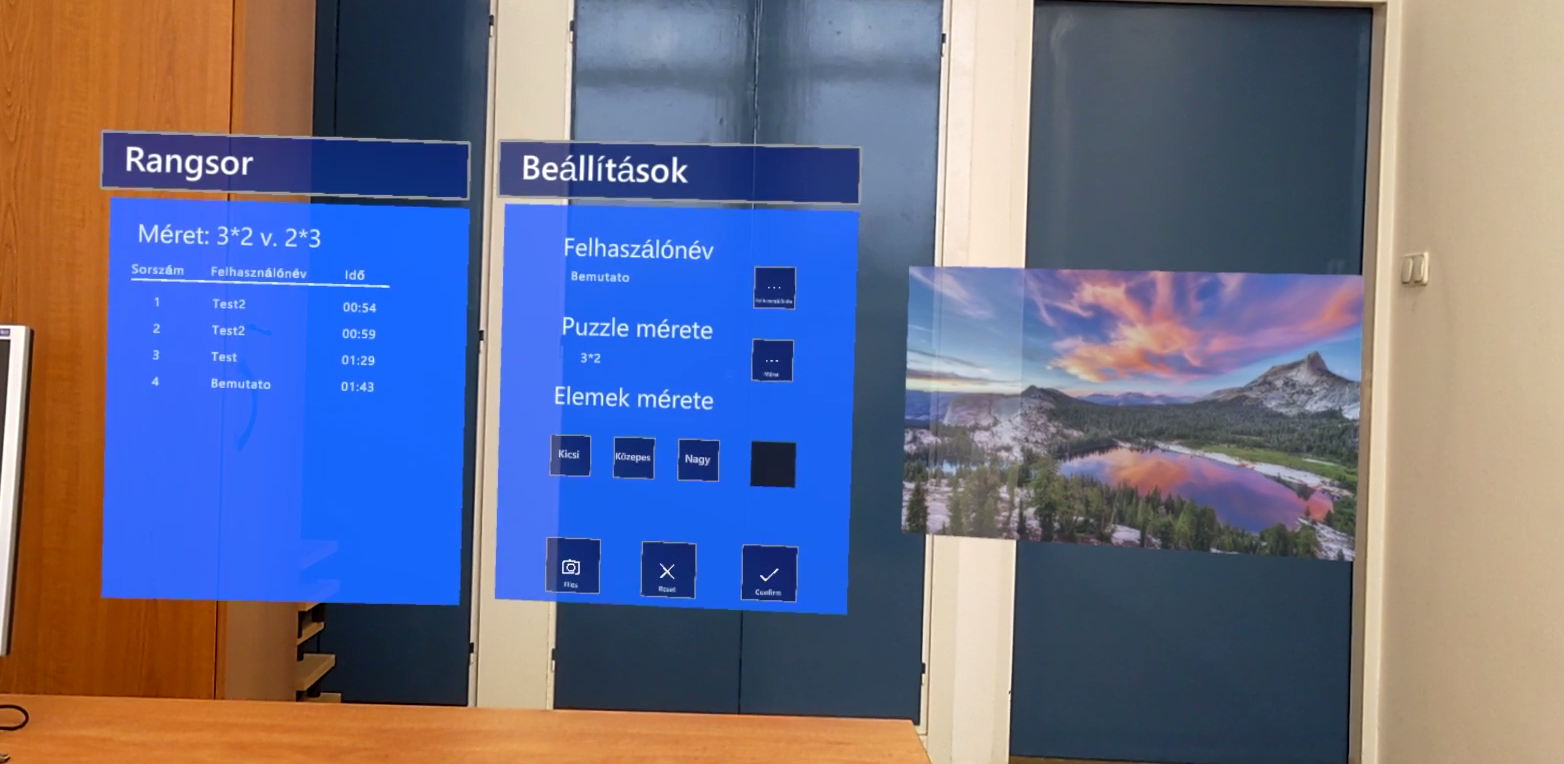 Rangsor
Méret: 3*2 v. 2*3
Sorszám Felhasználónév Idő
1 Test2 00:54
2 Test2 00:59
3 Test 01:29
4 Bemutato 01:43
Beállítások
Felhaszálónév
Bemutato
...
Puzzle mérete
3*2
...
Méret
Elemek mérete
Kicsi Közepes Nagy
Reset Confirm